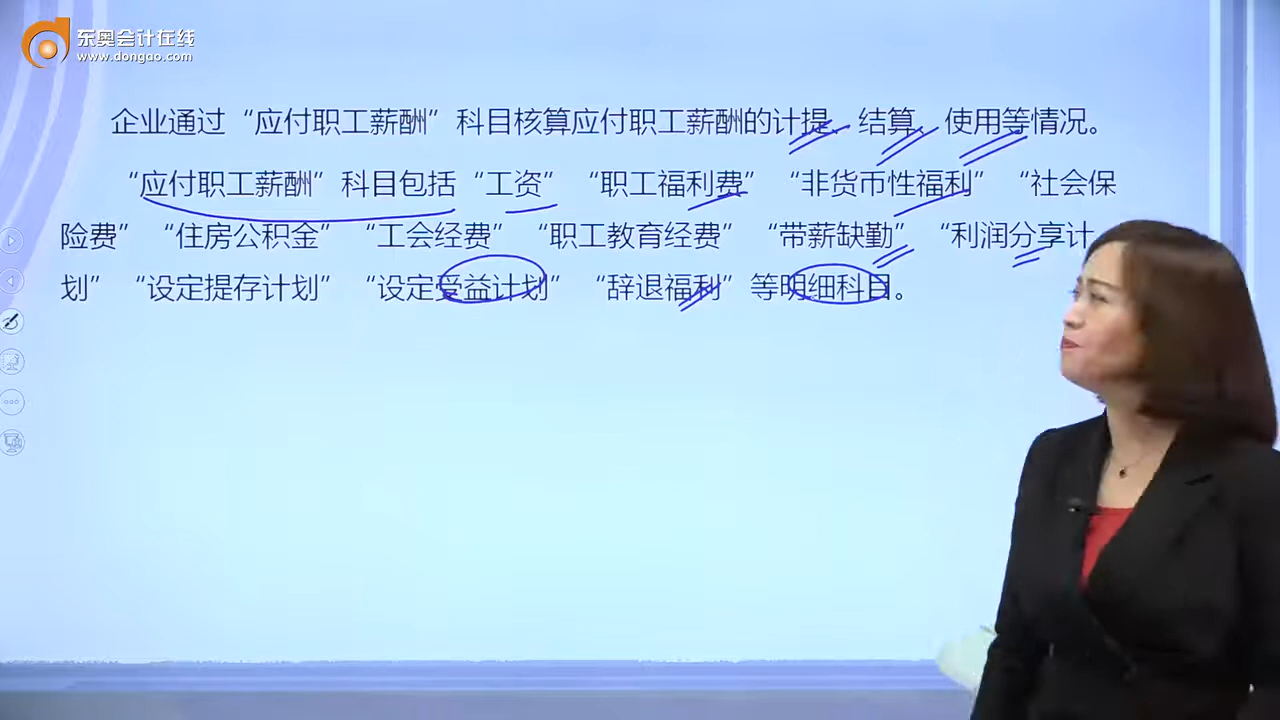 东奥会计在线
www.dongao.com
企业通过“应付职工薪酬”科目核算应付职工薪酬的计提、结算、使用等情况。
“应付职工薪酬”科目包括“工资”“职工福利费”“非货币性福利”“社会保
险费”“住房公积金”“工会经费”“职工教育经费”“带薪缺勤”“利润分享计
划”“设定提存计划”“设定受益计划”“辞退福利”等明细科目。